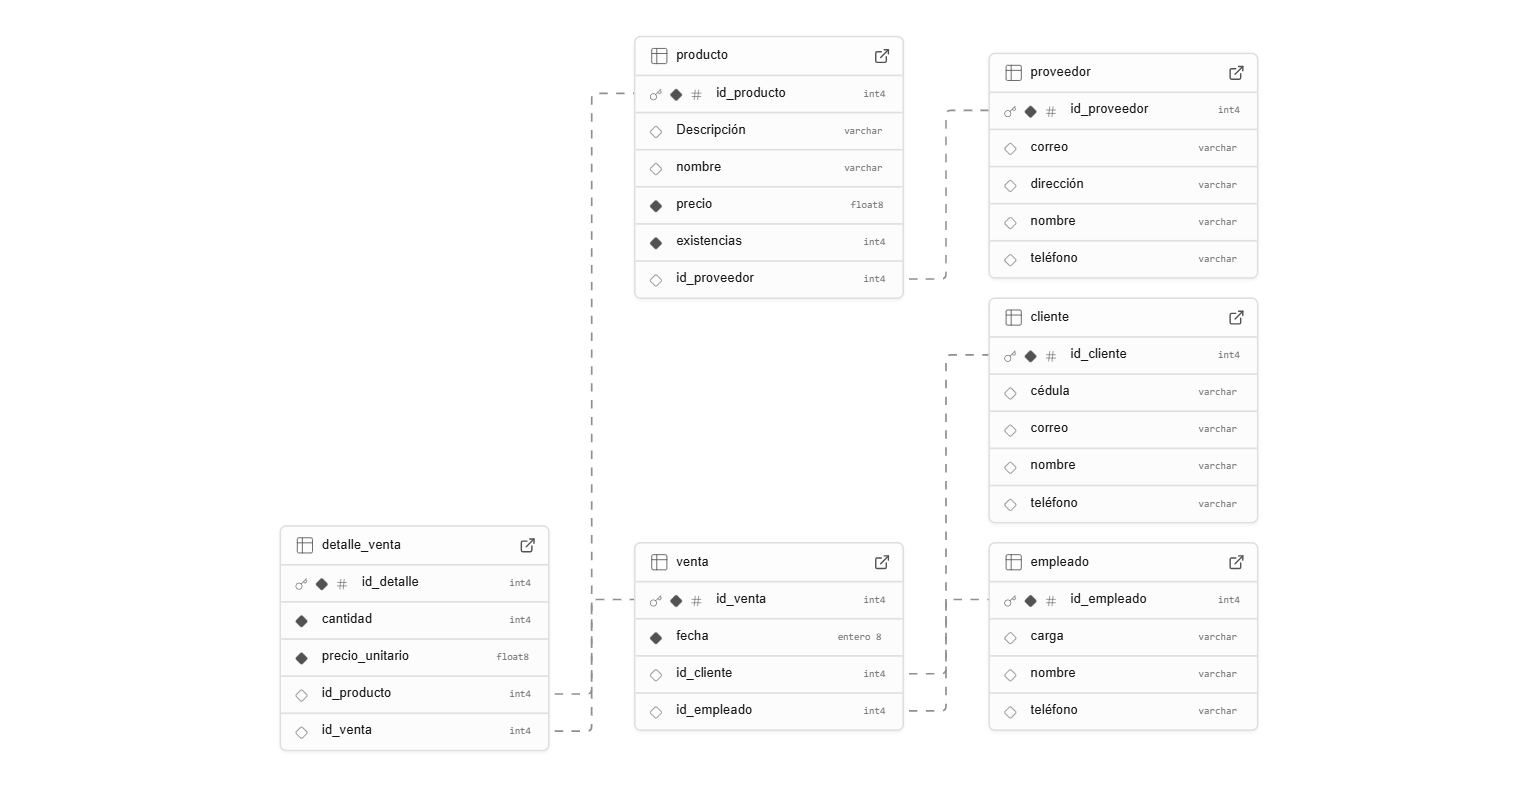 producto
id_producto int4
Descripción varchar
nombre varchar
precio float8
existencias int4
id_proveedor int4
proveedor
id_proveedor int4
correo varchar
dirección varchar
nombre varchar
teléfono varchar
cliente
id_cliente int4
cédula varchar
correo varchar
nombre varchar
teléfono varchar
detalle_venta
id_detalle int4
cantidad int4
precio_unitario float8
id_producto int4
id_venta int4
venta
id_venta int4
fecha entero 8
id_cliente int4
id_empleado int4
empleado
id_empleado int4
carga varchar
nombre varchar
teléfono varchar